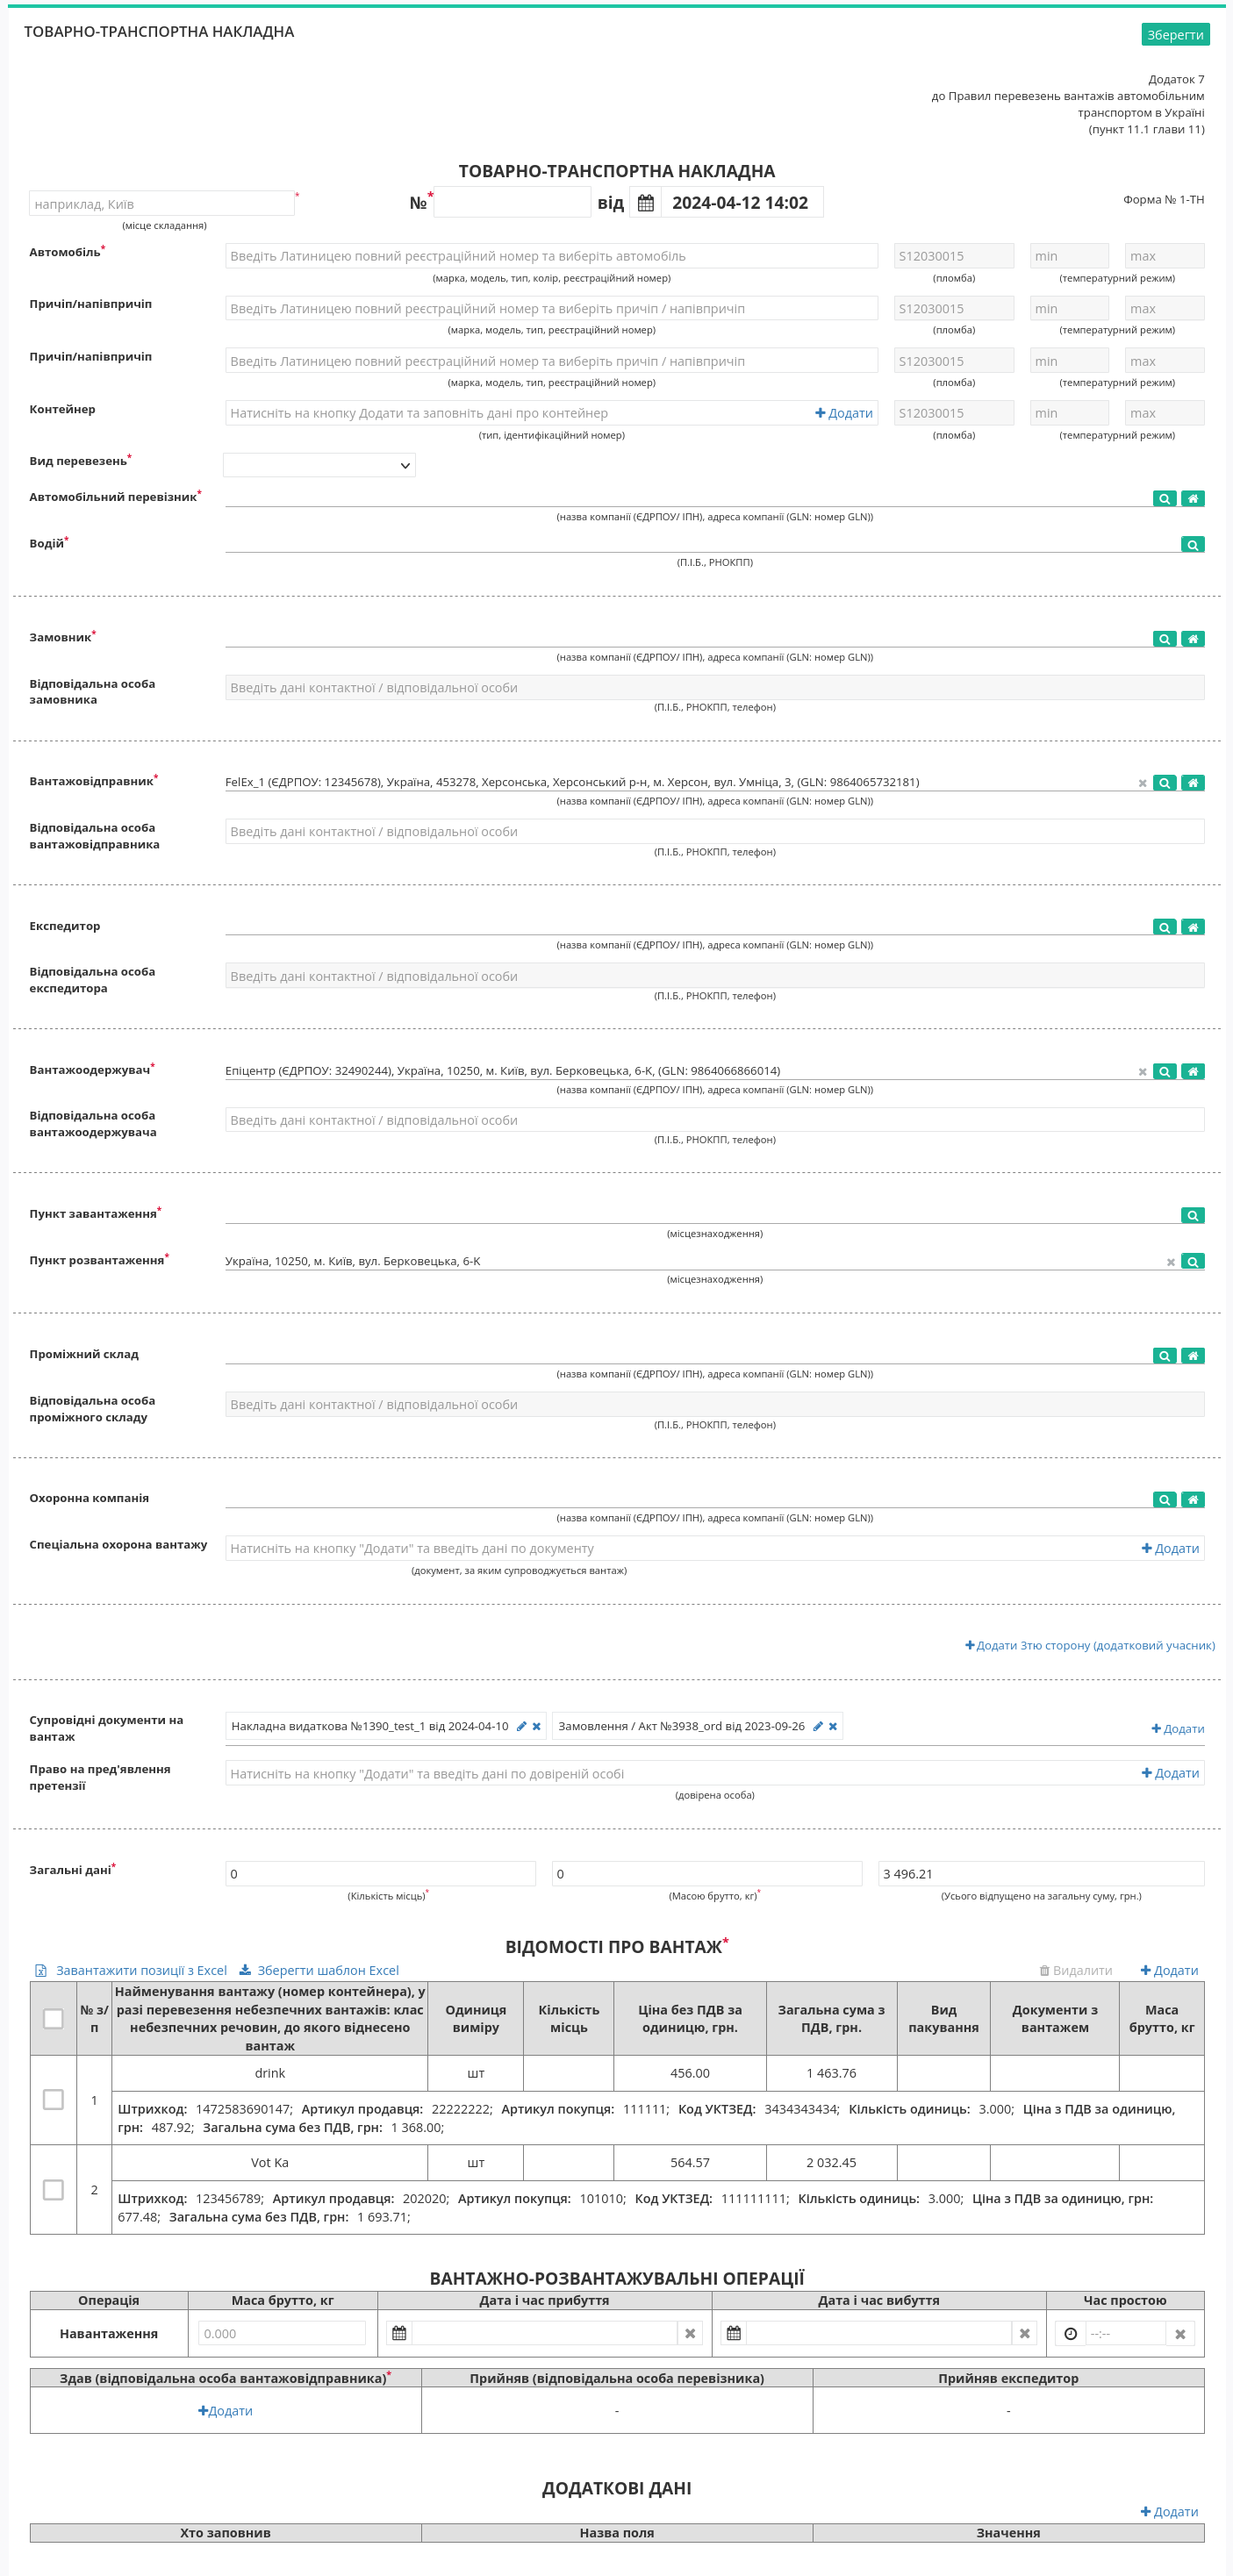 ТОВАРНО-ТРАНСПОРТНА НАКЛАДНА
Зберегти
Додаток 7
до Правил перевезень вантажів автомобільним
транспортом в Україні
(пункт 11.1 глави 11)
ТОВАРНО-ТРАНСПОРТНА НАКЛАДНА
наприклад, Київ* №* від 2024-04-12 14:02 Форма № 1-ТН
(місце складання)
Автомобіль* Введіть Латиницею повний реєстраційний номер та виберіть автомобіль S12030015 min max
(марка, модель, тип, колір, реєстраційний номер) (пломба) (температурний режим)
Причіп/напівпричіп Введіть Латиницею повний реєстраційний номер та виберіть причіп / напівпричіп S12030015 min max
(марка, модель, тип, реєстраційний номер) (пломба) (температурний режим)
Причіп/напівпричіп Введіть Латиницею повний реєстраційний номер та виберіть причіп / напівпричіп S12030015 min max
(марка, модель, тип, реєстраційний номер) (пломба) (температурний режим)
Контейнер Натисніть на кнопку Додати та заповніть дані про контейнер Додати S12030015 min max
(тип, ідентифікаційний номер) (пломба) (температурний режим)
Вид перевезень*
Автомобільний перевізник*
(назва компанії (ЄДРПОУ/ ІПН), адреса компанії (GLN: номер GLN))
Водій*
(П.І.Б., РНОКПП)
Замовник*
(назва компанії (ЄДРПОУ/ ІПН), адреса компанії (GLN: номер GLN))
Відповідальна особа
замовника
Введіть дані контактної / відповідальної особи
(П.І.Б., РНОКПП, телефон)
Вантажовідправник* FelEx_1 (ЄДРПОУ: 12345678), Україна, 453278, Херсонська, Херсонський р-н, м. Херсон, вул. Умніца, 3, (GLN: 9864065732181)
(назва компанії (ЄДРПОУ/ ІПН), адреса компанії (GLN: номер GLN))
Відповідальна особа
вантажовідправника
Введіть дані контактної / відповідальної особи
(П.І.Б., РНОКПП, телефон)
Експедитор
(назва компанії (ЄДРПОУ/ ІПН), адреса компанії (GLN: номер GLN))
Відповідальна особа
експедитора
Введіть дані контактної / відповідальної особи
(П.І.Б., РНОКПП, телефон)
Вантажоодержувач* Епіцентр (ЄДРПОУ: 32490244), Україна, 10250, м. Київ, вул. Берковецька, 6-К, (GLN: 9864066866014)
(назва компанії (ЄДРПОУ/ ІПН), адреса компанії (GLN: номер GLN))
Відповідальна особа
вантажоодержувача
Введіть дані контактної / відповідальної особи
(П.І.Б., РНОКПП, телефон)
Пункт завантаження*
(місцезнаходження)
Пункт розвантаження* Україна, 10250, м. Київ, вул. Берковецька, 6-К
(місцезнаходження)
Проміжний склад
(назва компанії (ЄДРПОУ/ ІПН), адреса компанії (GLN: номер GLN))
Відповідальна особа
проміжного складу
Введіть дані контактної / відповідальної особи
(П.І.Б., РНОКПП, телефон)
Охоронна компанія
(назва компанії (ЄДРПОУ/ ІПН), адреса компанії (GLN: номер GLN))
Спеціальна охорона вантажу Натисніть на кнопку "Додати" та введіть дані по документу Додати
(документ, за яким супроводжується вантаж)
Додати 3тю сторону (додатковий учасник)
Супровідні документи на
вантаж
Накладна видаткова №1390_test_1 від 2024-04-10 Замовлення / Акт №3938_ord від 2023-09-26 Додати
Право на пред'явлення
претензії
Натисніть на кнопку "Додати" та введіть дані по довіреній особі Додати
(довірена особа)
Загальні дані* 0 0 3 496.21
(Кількість місць)* (Масою брутто, кг)* (Усього відпущено на загальну суму, грн.)
ВІДОМОСТІ ПРО ВАНТАЖ*
Завантажити позиції з Excel Зберегти шаблон Excel Видалити Додати
№ з/
п
Найменування вантажу (номер контейнера), у
разі перевезення небезпечних вантажів: клас
небезпечних речовин, до якого віднесено
вантаж
Одиниця
виміру
Кількість
місць
Ціна без ПДВ за
одиницю, грн.
Загальна сума з
ПДВ, грн.
Вид
пакування
Документи з
вантажем
Маса
брутто, кг
1 drink шт 456.00 1 463.76
Штрихкод: 1472583690147; Артикул продавця: 22222222; Артикул покупця: 111111; Код УКТЗЕД: 3434343434; Кількість одиниць: 3.000; Ціна з ПДВ за одиницю,
грн: 487.92; Загальна сума без ПДВ, грн: 1 368.00;
2 Vot Ka шт 564.57 2 032.45
Штрихкод: 123456789; Артикул продавця: 202020; Артикул покупця: 101010; Код УКТЗЕД: 111111111; Кількість одиниць: 3.000; Ціна з ПДВ за одиницю, грн:
677.48; Загальна сума без ПДВ, грн: 1 693.71;
ВАНТАЖНО-РОЗВАНТАЖУВАЛЬНІ ОПЕРАЦІЇ
Операція Маса брутто, кг Дата і час прибуття Дата і час вибуття Час простою
Навантаження 0.000 --:--
Здав (відповідальна особа вантажовідправника)* Прийняв (відповідальна особа перевізника) Прийняв експедитор
Додати - -
ДОДАТКОВІ ДАНІ
Додати
Хто заповнив Назва поля Значення